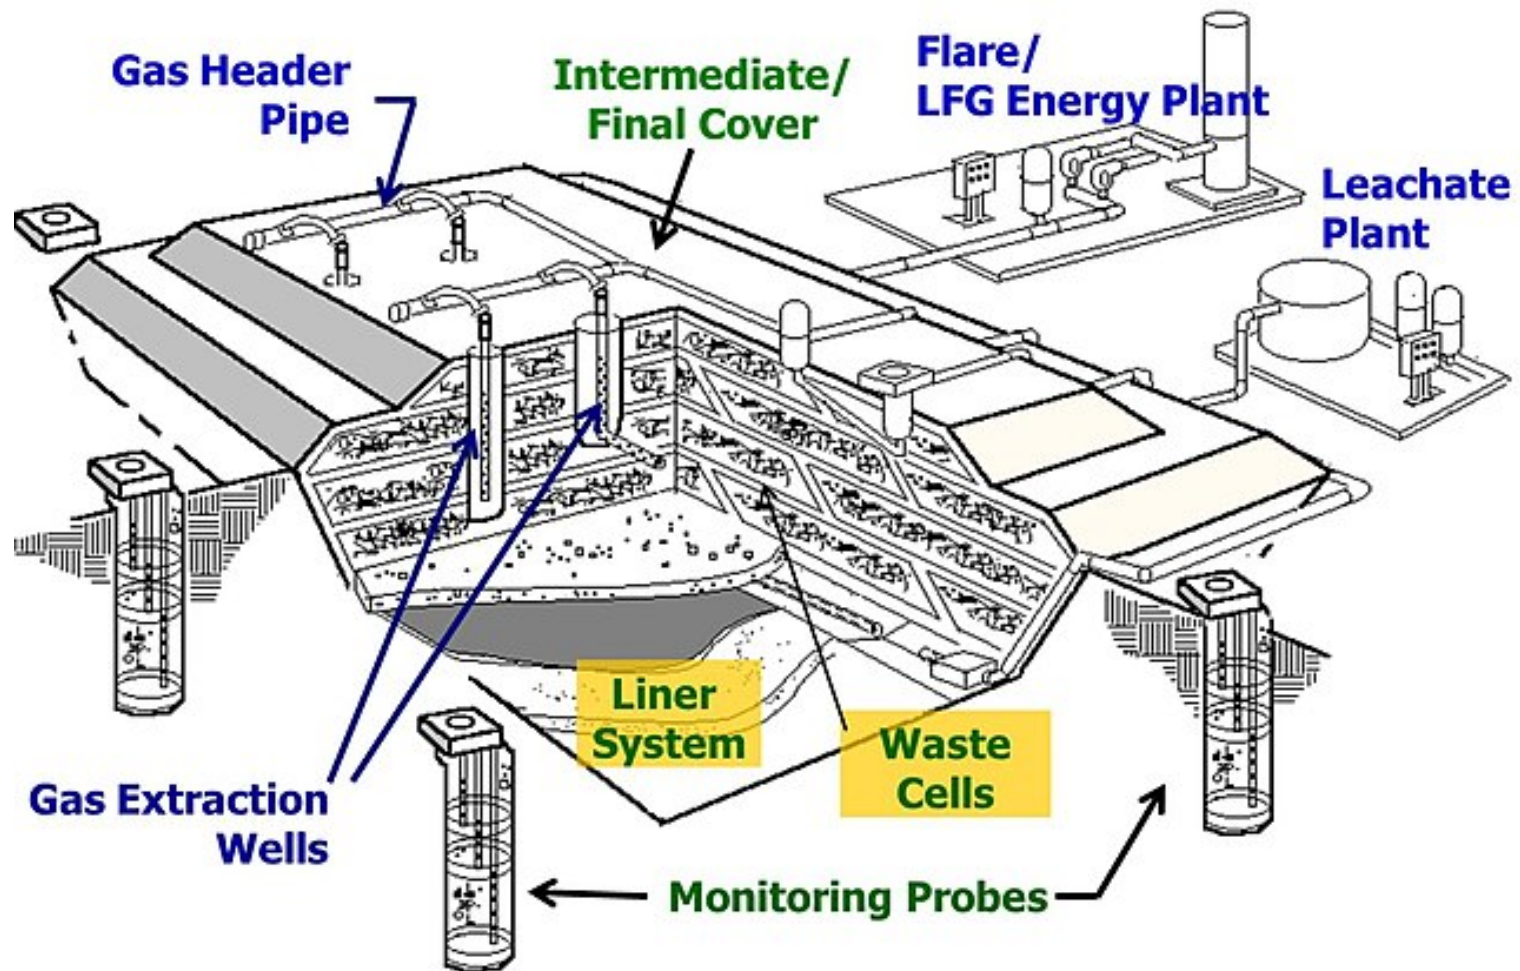 Gas Header
Pipe
Intermediate/
Final Cover
Flare/
LFG Energy Plant
Leachate
Plant
Liner
System
Waste
Cells
Gas Extraction
Wells
Monitoring Probes